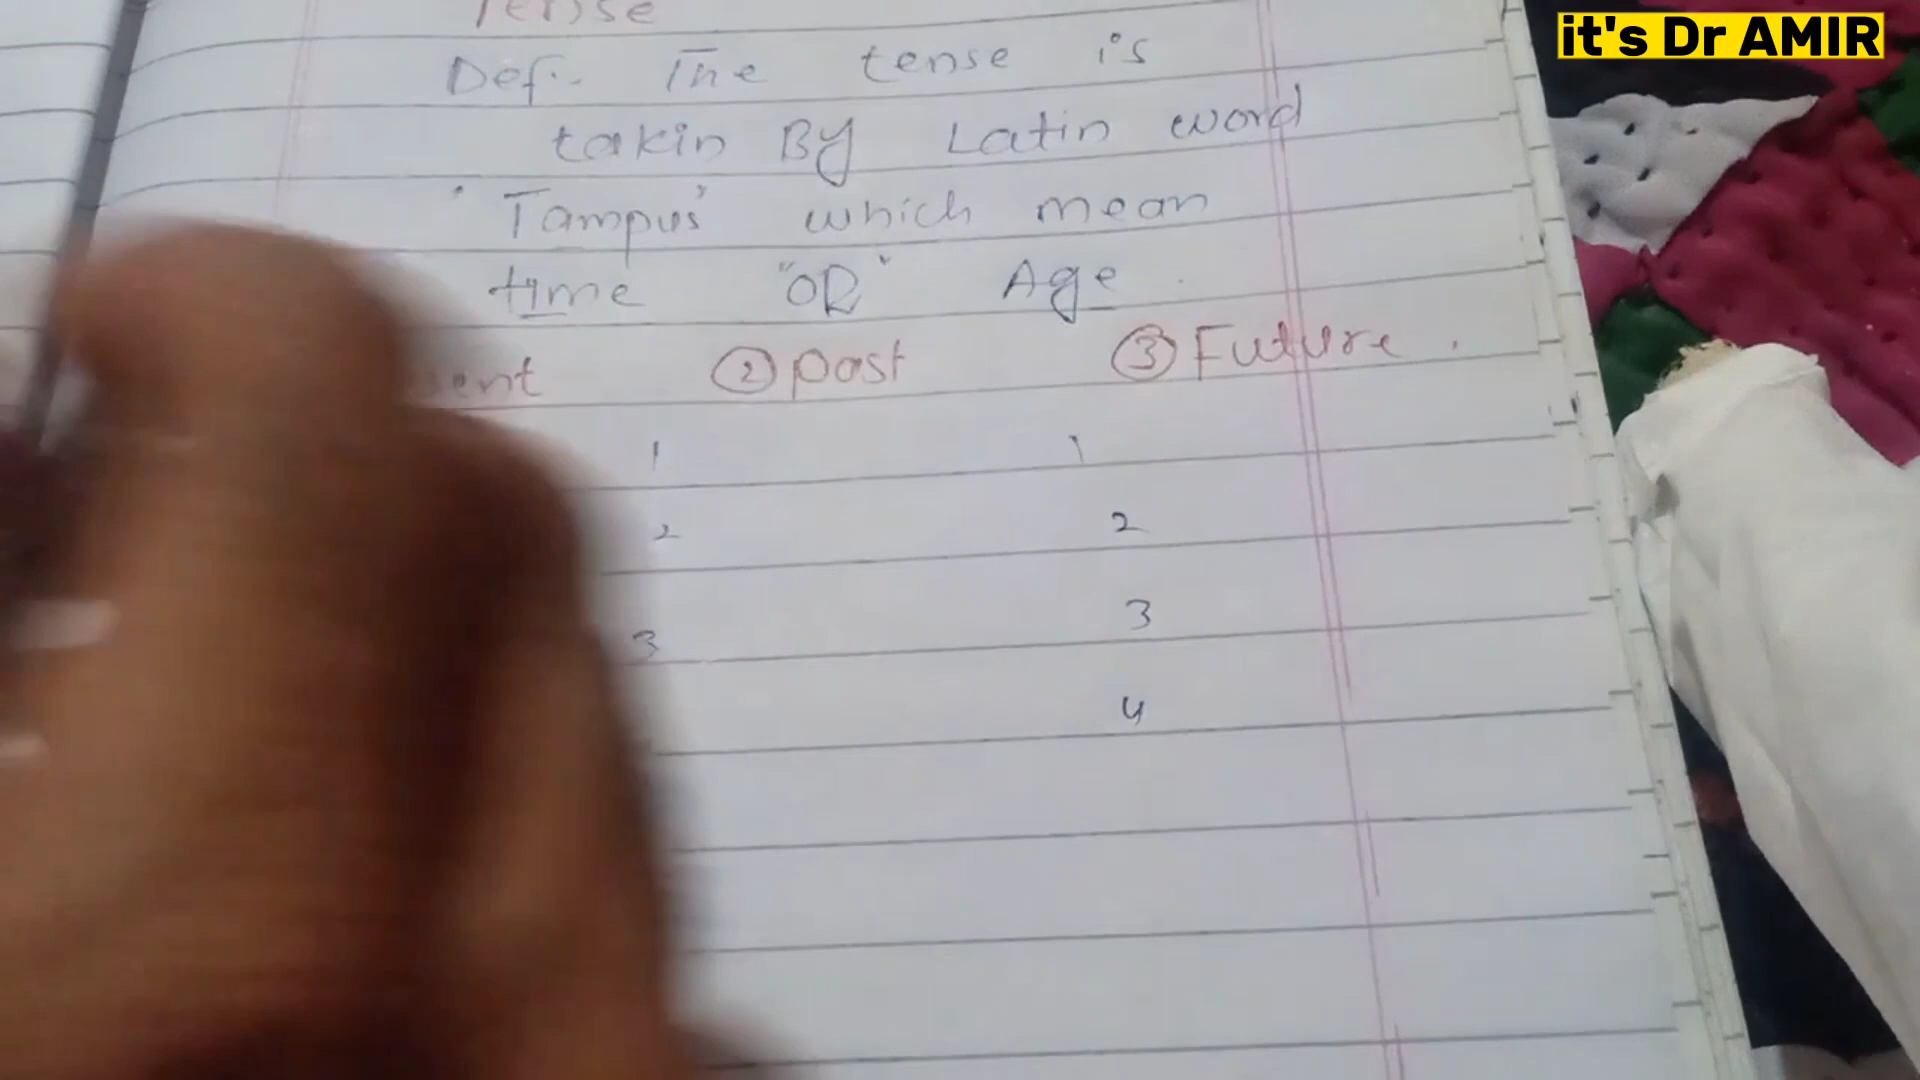 it's Dr AMIR
Tense
Def:- The tense is
takin By Latin word
'Tampus' which mean
time "OR" Age.
② past ③ Future.
1 1
2 2
3 3
4